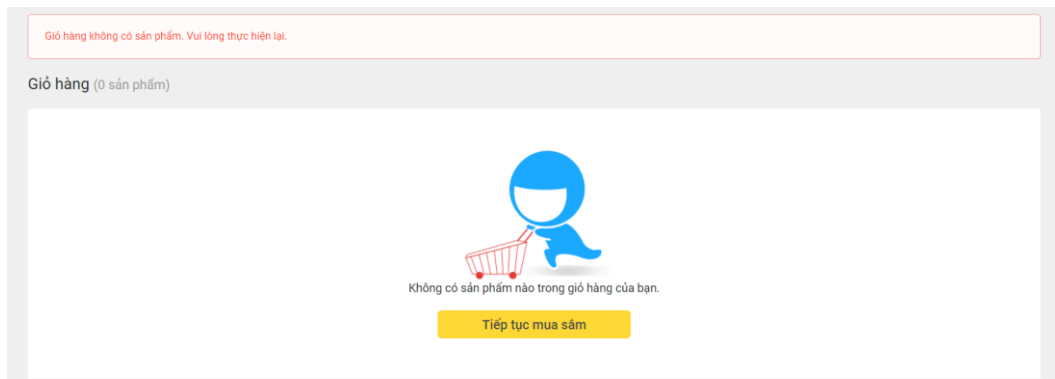 Giỏ hàng không có sản phẩm. Vui lòng thực hiện lại.
Giỏ hàng (0 sản phẩm)
Không có sản phẩm nào trong giỏ hàng của bạn.
Tiếp tục mua sắm